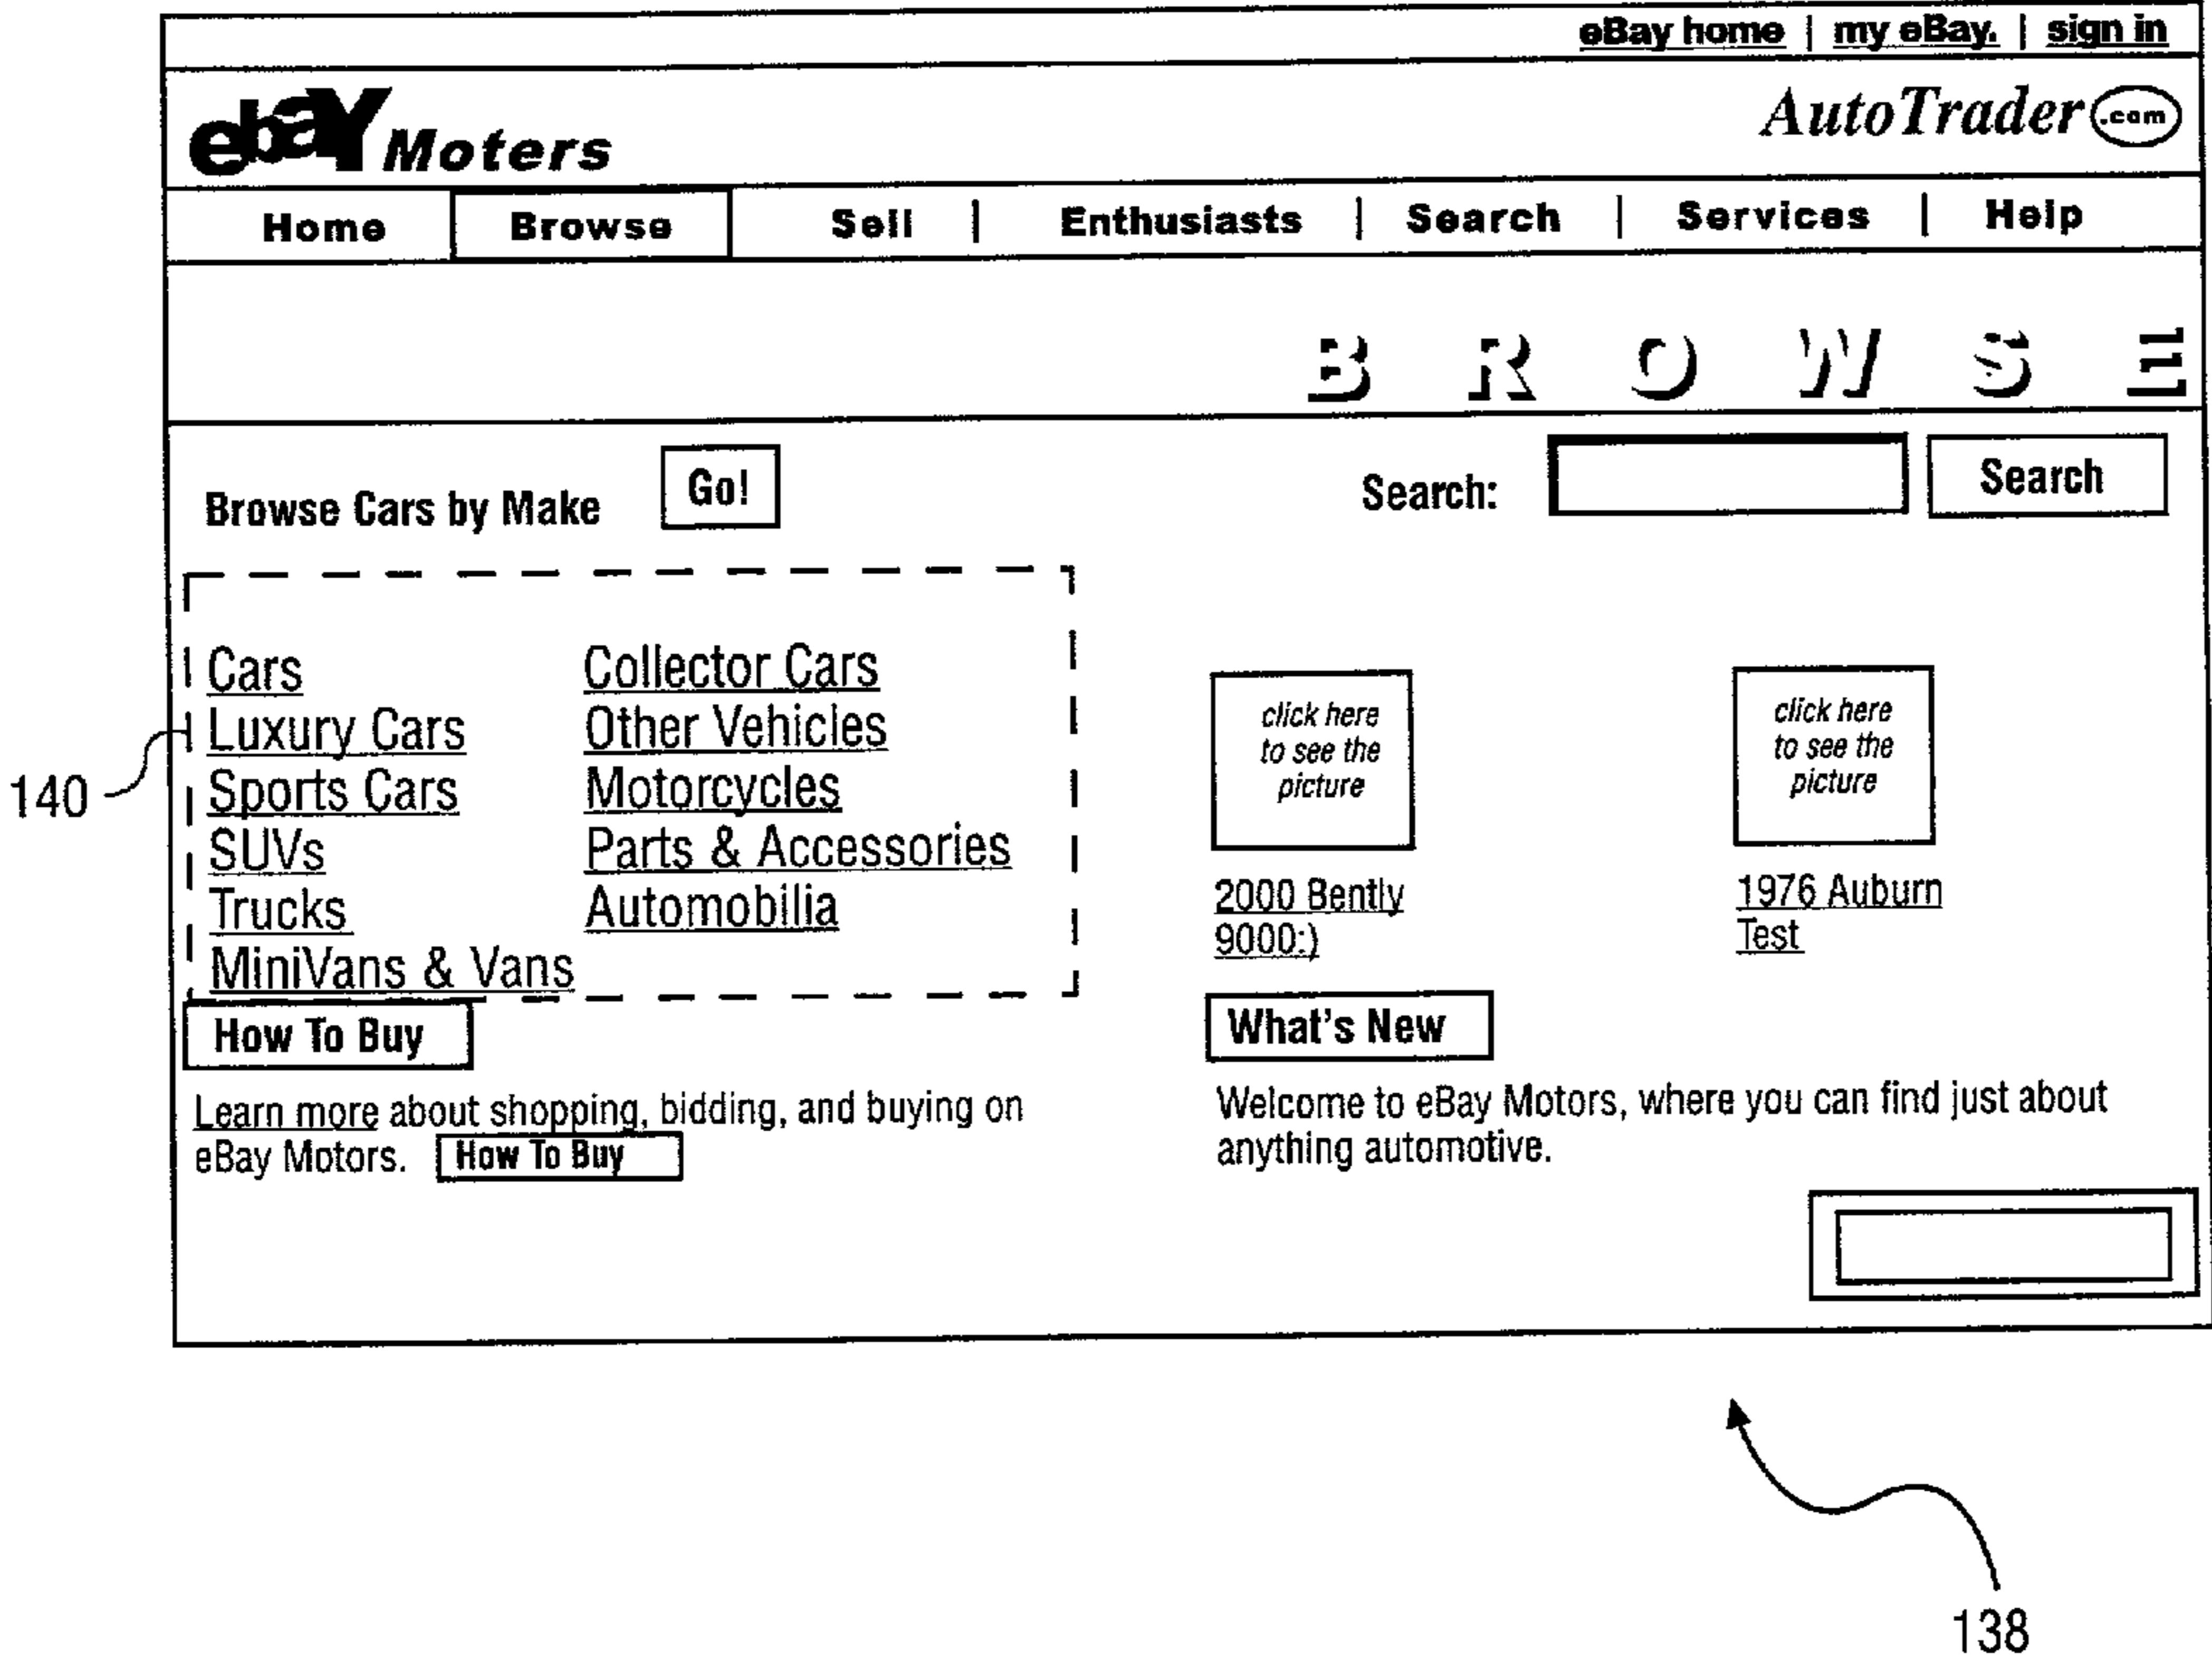 eBay home | my eBay. | sign in
ebaY Moters
AutoTrader .com
Home Browse Sell | Enthusiasts | Search | Services | Help
B R O W S E
Browse Cars by Make Go! Search: Search
Cars
Luxury Cars
Sports Cars
SUVs
Trucks
MiniVans & Vans
Collector Cars
Other Vehicles
Motorcycles
Parts & Accessories
Automobilia
140
click here
to see the
picture
2000 Bently
9000:)
click here
to see the
picture
1976 Auburn
Test
How To Buy
Learn more about shopping, bidding, and buying on
eBay Motors. How To Buy
What's New
Welcome to eBay Motors, where you can find just about
anything automotive.
138